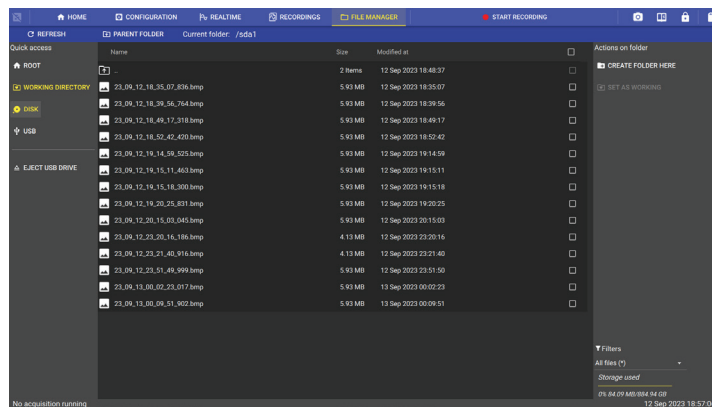 HOME CONFIGURATION REALTIME RECORDINGS FILE MANAGER START RECORDING
REFRESH PARENT FOLDER Current folder: /sda1
Quick access
ROOT
WORKING DIRECTORY
DISK
USB
EJECT USB DRIVE
Name Size Modified at
.. 2 Items 12 Sep 2023 18:48:37
23_09_12_18_35_07_836.bmp 5.93 MB 12 Sep 2023 18:35:07
23_09_12_18_39_56_764.bmp 5.93 MB 12 Sep 2023 18:39:56
23_09_12_18_49_17_318.bmp 5.93 MB 12 Sep 2023 18:49:17
23_09_12_18_52_42_420.bmp 5.93 MB 12 Sep 2023 18:52:42
23_09_12_19_14_59_525.bmp 5.93 MB 12 Sep 2023 19:14:59
23_09_12_19_15_11_463.bmp 5.93 MB 12 Sep 2023 19:15:11
23_09_12_19_15_18_300.bmp 5.93 MB 12 Sep 2023 19:15:18
23_09_12_19_20_25_831.bmp 5.93 MB 12 Sep 2023 19:20:25
23_09_12_20_15_03_045.bmp 5.93 MB 12 Sep 2023 20:15:03
23_09_12_23_20_16_186.bmp 4.13 MB 12 Sep 2023 23:20:16
23_09_12_23_21_40_916.bmp 4.13 MB 12 Sep 2023 23:21:40
23_09_12_23_51_49_999.bmp 5.93 MB 12 Sep 2023 23:51:50
23_09_13_00_02_23_017.bmp 5.93 MB 13 Sep 2023 00:02:23
23_09_13_00_09_51_902.bmp 5.93 MB 13 Sep 2023 00:09:51
Actions on folder
CREATE FOLDER HERE
SET AS WORKING
Filters
All files (*)
Storage used
0% 84.09 MB/884.94 GB
No acquisition running 12 Sep 2023 18:57:0